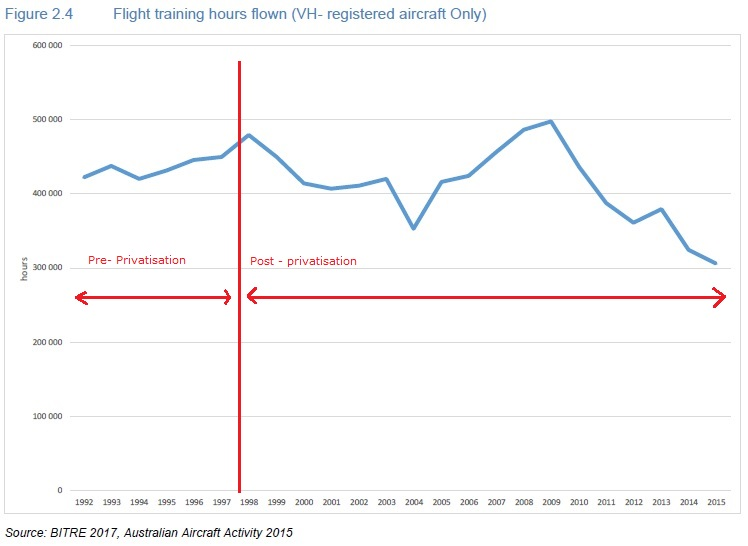 Figure 2.4 Flight training hours flown (VH- registered aircraft Only)
600 000
500 000
400 000
300 000
200 000
100 000
0
hours
Pre- Privatisation
Post - privatisation
1992 1993 1994 1995 1996 1997 1998 1999 2000 2001 2002 2003 2004 2005 2006 2007 2008 2009 2010 2011 2012 2013 2014 2015
Source: BITRE 2017, Australian Aircraft Activity 2015